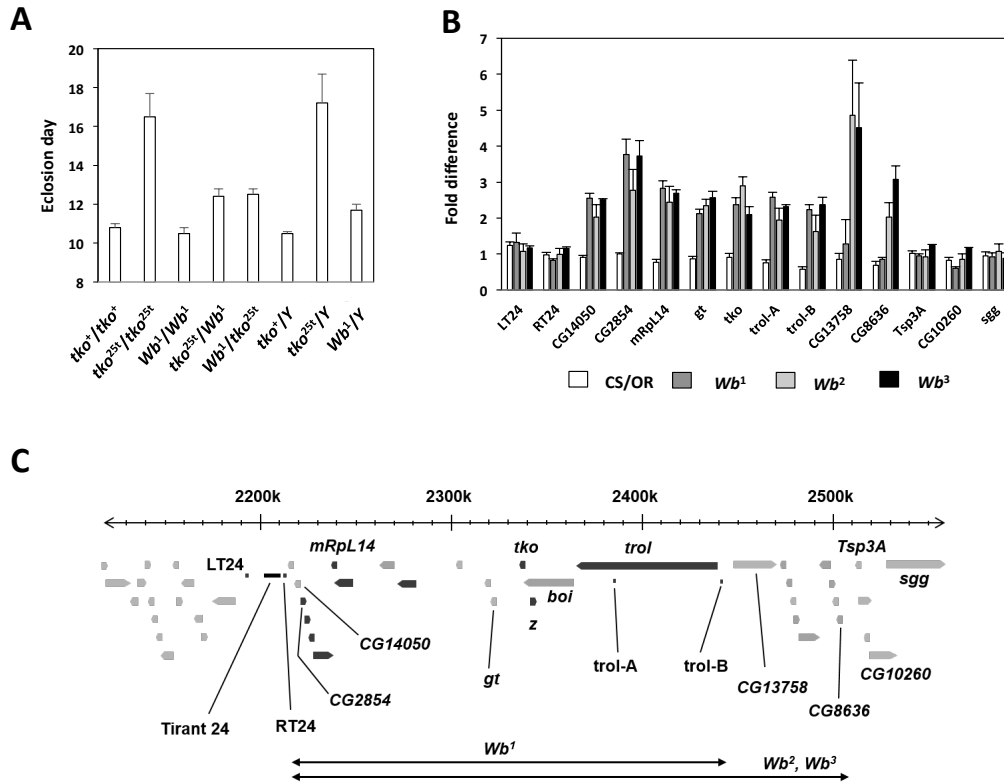 A
Eclosion day
20
18
16
14
12
10
8
tko⁺/tko⁺
tko²⁵ᵗ/tko²⁵ᵗ
Wb¹/Wb¹
tko²⁵ᵗ/Wb¹
Wb¹/tko²⁵ᵗ
tko⁺/Y
tko²⁵ᵗ/Y
Wb¹/Y
B
Fold difference
7
6
5
4
3
2
1
0
LT24
RT24
CG14050
CG2854
mRpL14
gt
tko
trol-A
trol-B
CG13758
CG8636
Tsp3A
CG10260
sgg
CS/OR Wb¹ Wb² Wb³
C
2200k 2300k 2400k 2500k
mRpL14 tko trol Tsp3A
LT24
boi sgg
z
CG14050
gt trol-A trol-B CG13758 CG10260
CG2854 CG8636
Tirant 24 RT24
Wb¹
Wb², Wb³